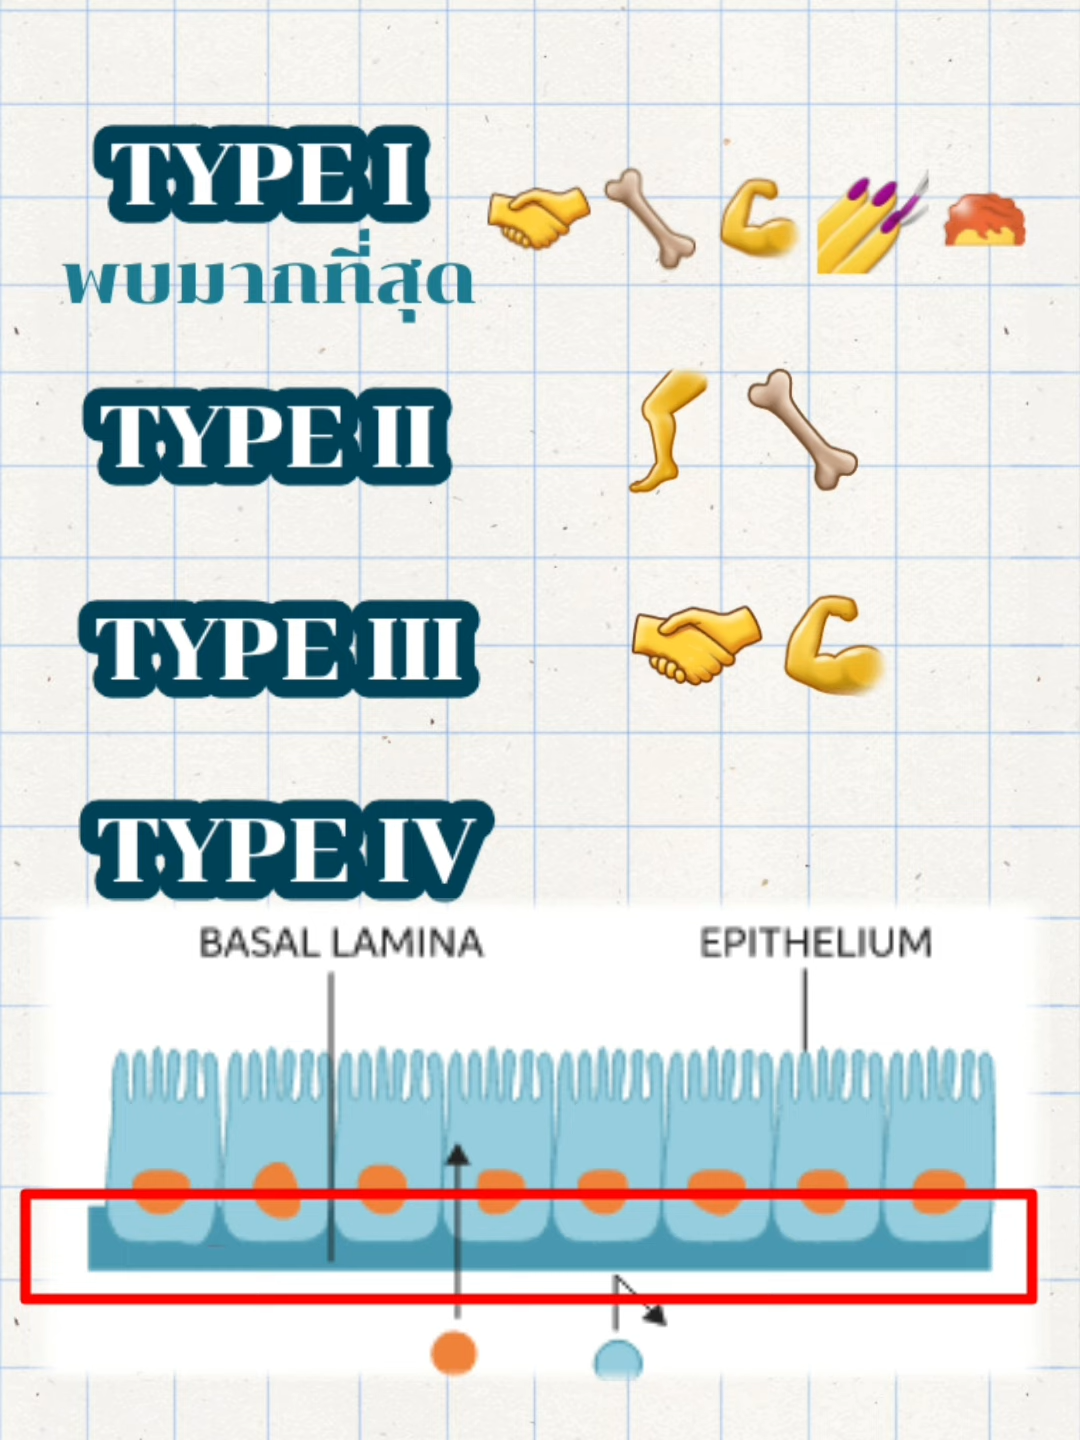 TYPE I
พบมากที่สุด
TYPE II
TYPE III
TYPE IV
BASAL LAMINA
EPITHELIUM